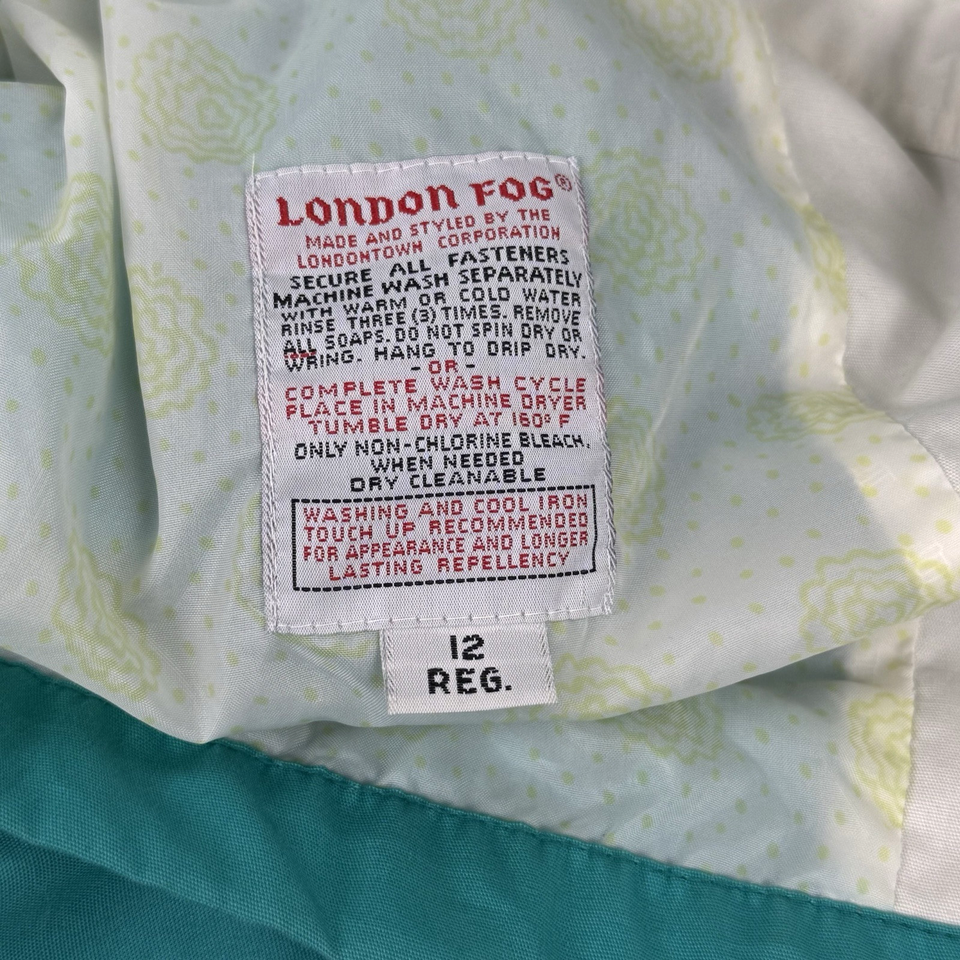 LONDON FOG®
MADE AND STYLED BY THE
LONDONTOWN CORPORATION
SECURE ALL FASTENERS
MACHINE WASH SEPARATELY
WITH WARM OR COLD WATER
RINSE THREE (3) TIMES. REMOVE
ALL SOAPS. DO NOT SPIN DRY OR
WRING. HANG TO DRIP DRY.
- OR -
COMPLETE WASH CYCLE
PLACE IN MACHINE DRYER
TUMBLE DRY AT 160° F
ONLY NON-CHLORINE BLEACH.
WHEN NEEDED
DRY CLEANABLE
WASHING AND COOL IRON
TOUCH UP RECOMMENDED
FOR APPEARANCE AND LONGER
LASTING REPELLENCY
12
REG.